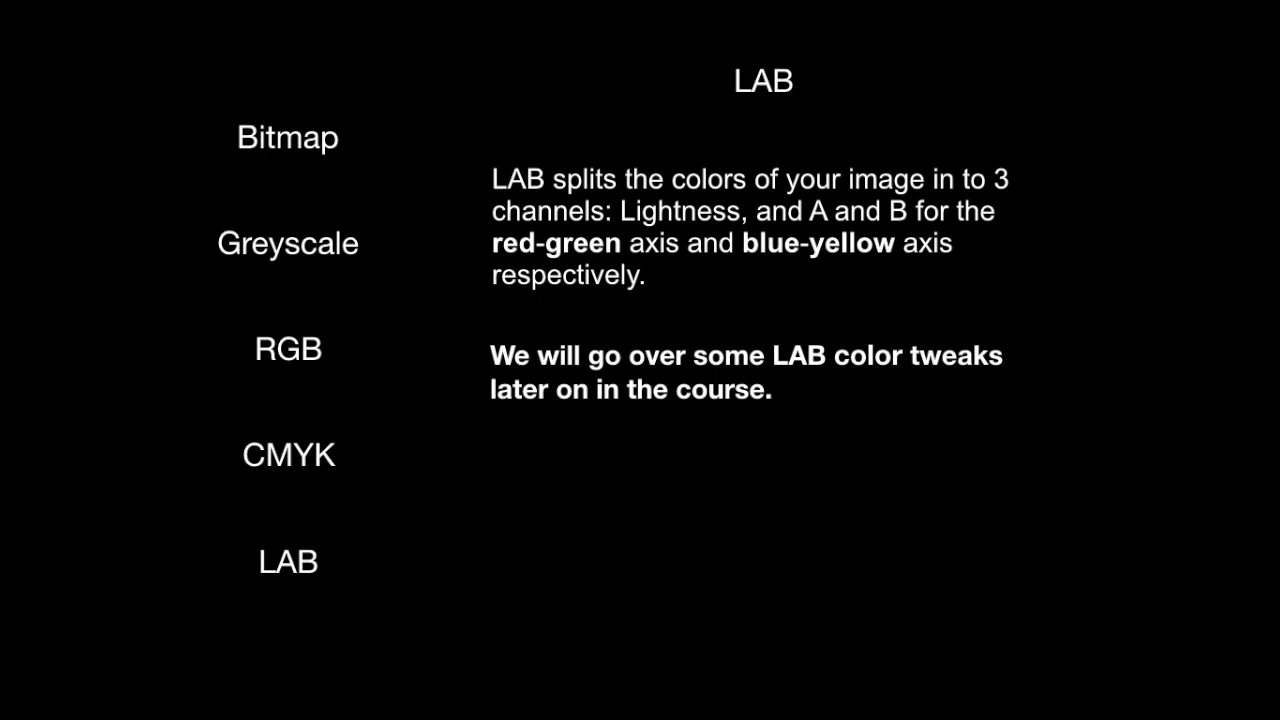 LAB
Bitmap
Greyscale
RGB
CMYK
LAB
LAB splits the colors of your image in to 3
channels: Lightness, and A and B for the
red-green axis and blue-yellow axis
respectively.
We will go over some LAB color tweaks
later on in the course.